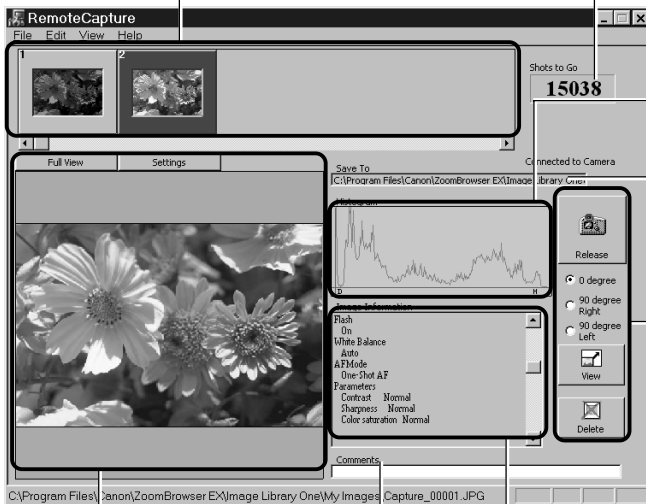 RemoteCapture
File Edit View Help
1 2
Shots to Go
15038
Full View Settings
Connected to Camera
Save To
C:\Program Files\Canon\ZoomBrowser EX\Image Library One\
Histogram
D H
Release
0 degree
90 degree
Right
90 degree
Left
View
Delete
Image Information
Flash
On
White Balance
Auto
AFMode
One-Shot AF
Parameters
Contrast Normal
Sharpness Normal
Color saturation Normal
Comments
C:\Program Files\Canon\ZoomBrowser EX\Image Library One\My Images\Capture_00001.JPG